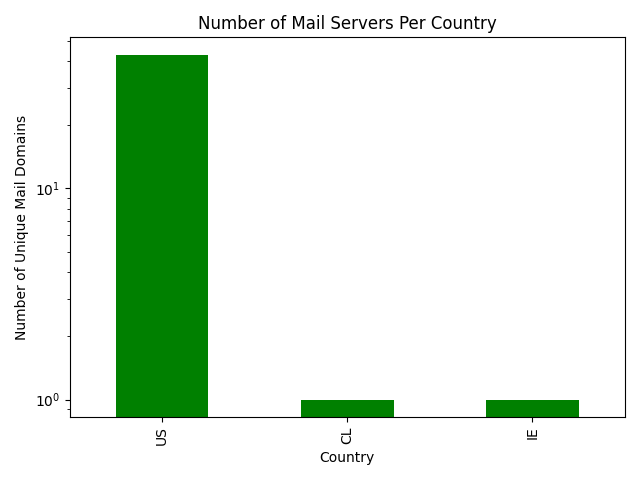 Number of Mail Servers Per Country
Number of Unique Mail Domains
10¹
10⁰
US
CL
IE
Country